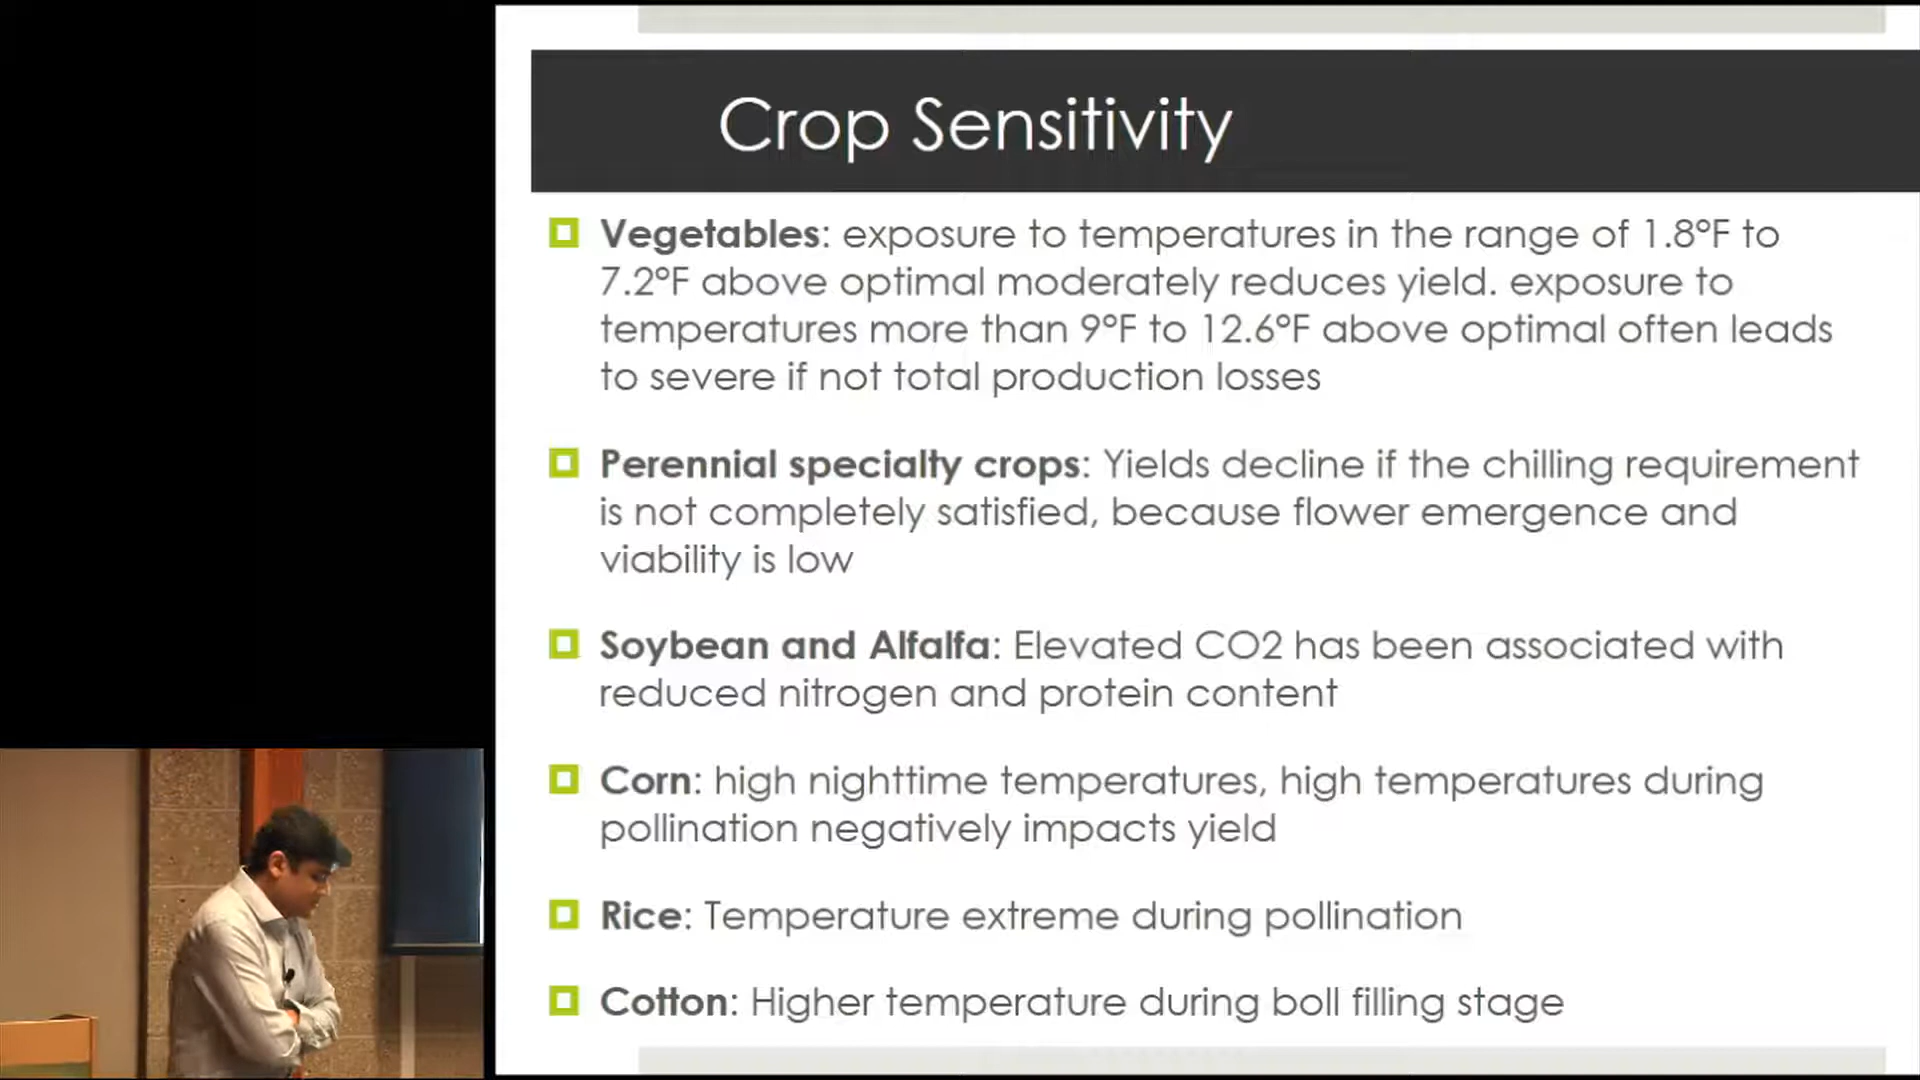 Crop Sensitivity
Vegetables: exposure to temperatures in the range of 1.8°F to
7.2°F above optimal moderately reduces yield. exposure to
temperatures more than 9°F to 12.6°F above optimal often leads
to severe if not total production losses
Perennial specialty crops: Yields decline if the chilling requirement
is not completely satisfied, because flower emergence and
viability is low
Soybean and Alfalfa: Elevated CO2 has been associated with
reduced nitrogen and protein content
Corn: high nighttime temperatures, high temperatures during
pollination negatively impacts yield
Rice: Temperature extreme during pollination
Cotton: Higher temperature during boll filling stage